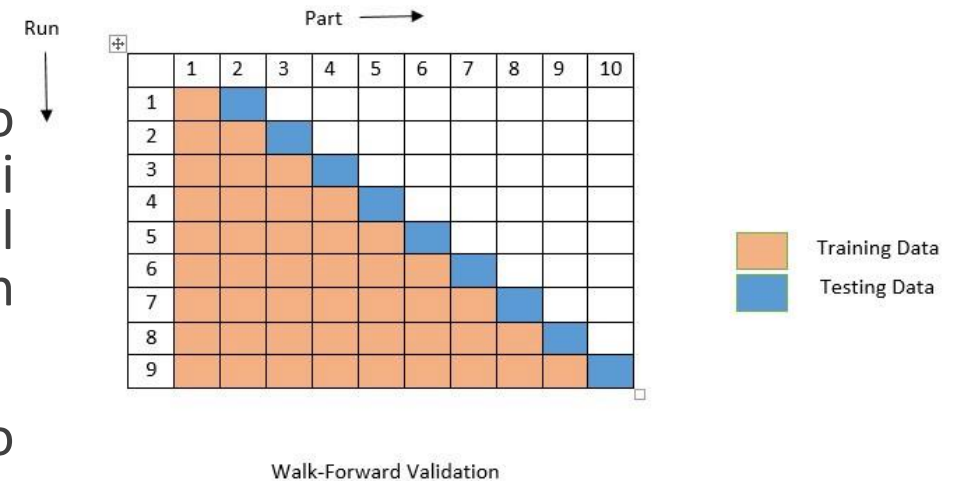 Part
Run
1 2 3 4 5 6 7 8 9 10
1
2
3
4
5
6
7
8
9
Training Data
Testing Data
Walk-Forward Validation